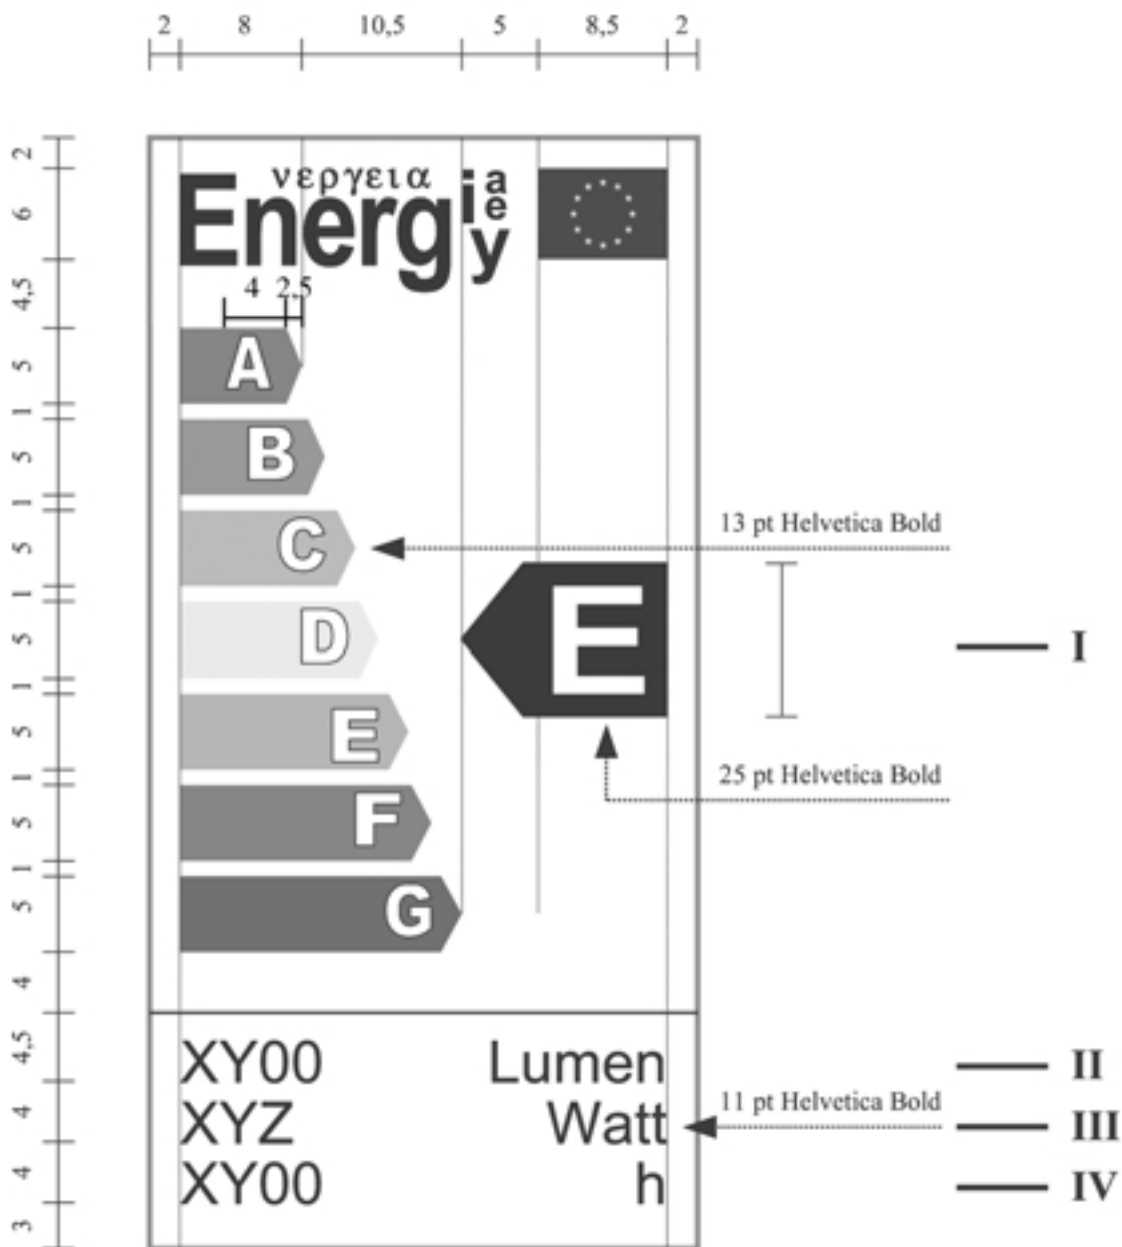 2 8 10,5 5 8,5 2
2
6
4,5
5
1
5
1
5
1
5
1
5
1
5
1
5
4
4,5
4
4
3
νεργεια
Energ
i a
e
y
4 2,5
A
B
C
D
E
F
G
E
13 pt Helvetica Bold
I
25 pt Helvetica Bold
XY00 Lumen
II
XYZ Watt
11 pt Helvetica Bold
III
XY00 h
IV